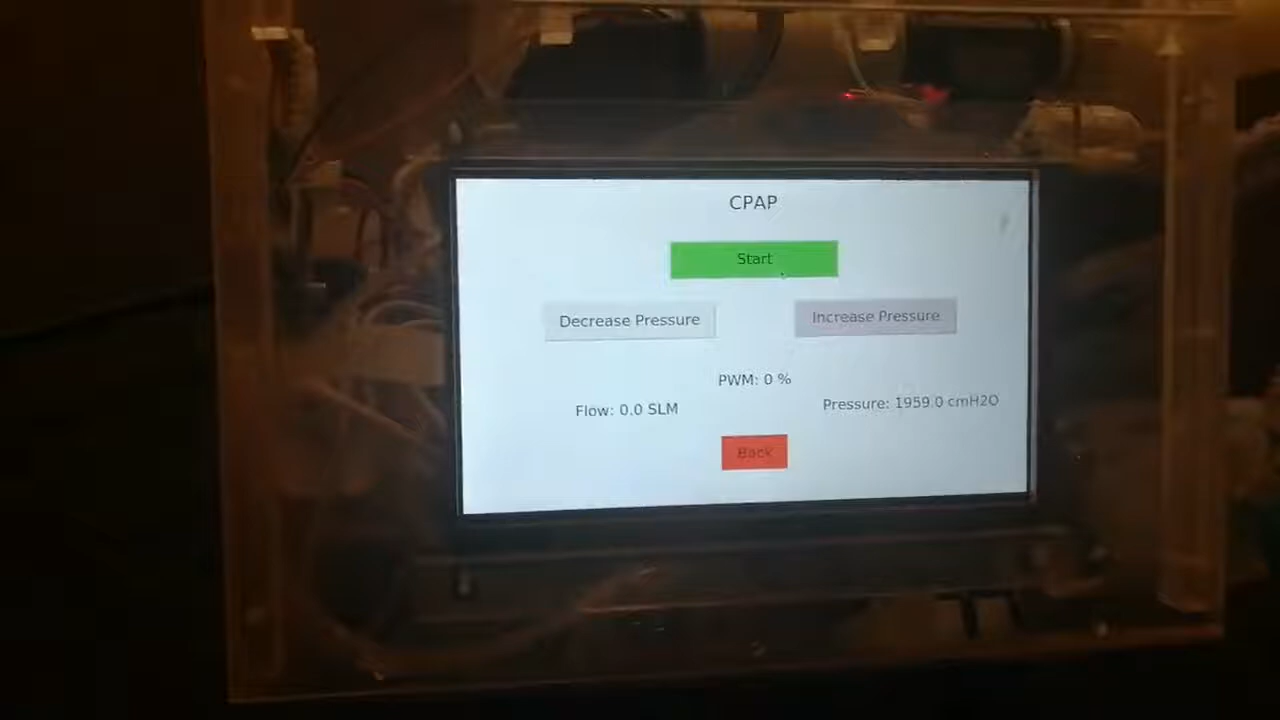 CPAP
Start
Decrease Pressure
Increase Pressure
PWM: 0 %
Flow: 0.0 SLM
Pressure: 1959.0 cmH2O
Back